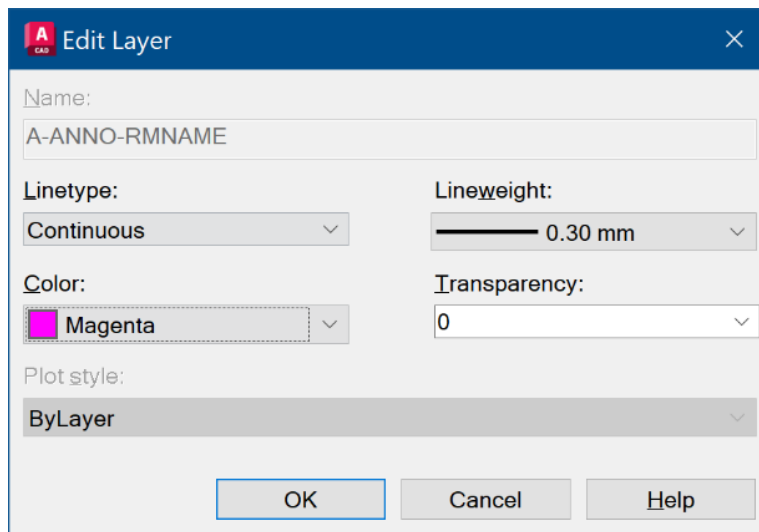 A CAD Edit Layer
Name:
A-ANNO-RMNAME
Linetype: Lineweight:
Continuous 0.30 mm
Color: Transparency:
Magenta 0
Plot style:
ByLayer
OK Cancel Help